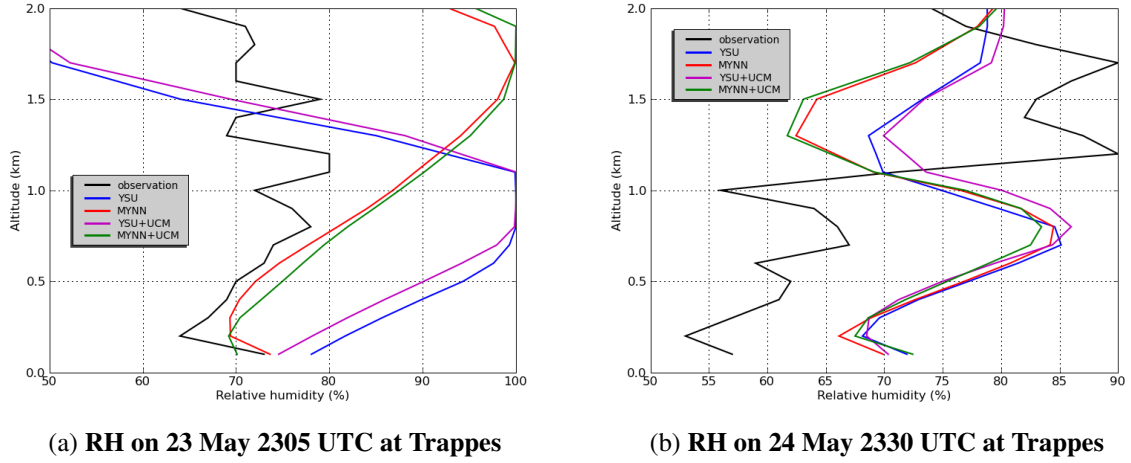 2.0
1.5
1.0
0.5
0.0
Altitude (km)
observation
YSU
MYNN
YSU+UCM
MYNN+UCM
50 60 70 80 90 100
Relative humidity (%)
(a) RH on 23 May 2305 UTC at Trappes
2.0
1.5
1.0
0.5
0.0
Altitude (km)
observation
YSU
MYNN
YSU+UCM
MYNN+UCM
50 55 60 65 70 75 80 85 90
Relative humidity (%)
(b) RH on 24 May 2330 UTC at Trappes